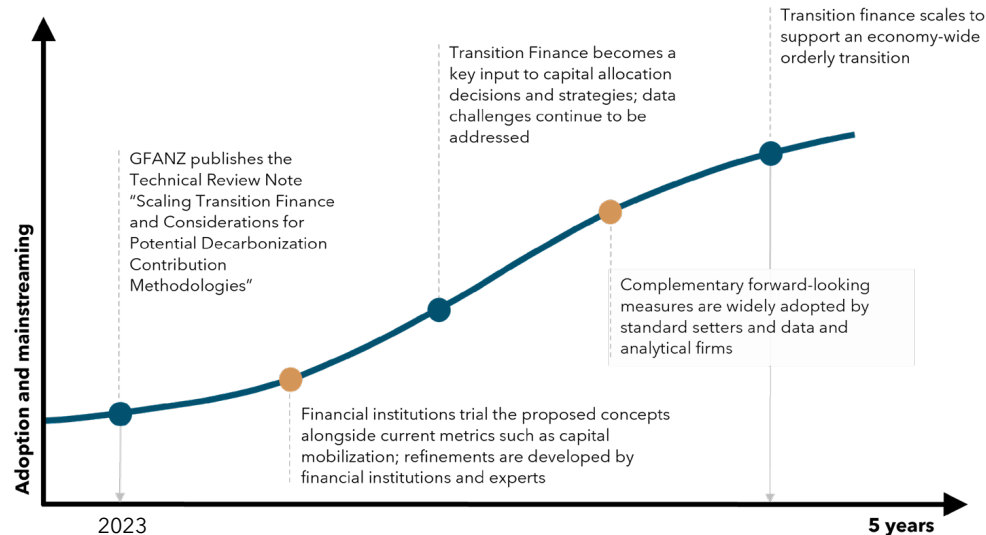 Transition finance scales to
support an economy-wide
orderly transition
Transition Finance becomes a
key input to capital allocation
decisions and strategies; data
challenges continue to be
addressed
GFANZ publishes the
Technical Review Note
“Scaling Transition Finance
and Considerations for
Potential Decarbonization
Contribution
Methodologies”
Complementary forward-looking
measures are widely adopted by
standard setters and data and
analytical firms
Financial institutions trial the proposed concepts
alongside current metrics such as capital
mobilization; refinements are developed by
financial institutions and experts
Adoption and mainstreaming
2023
5 years